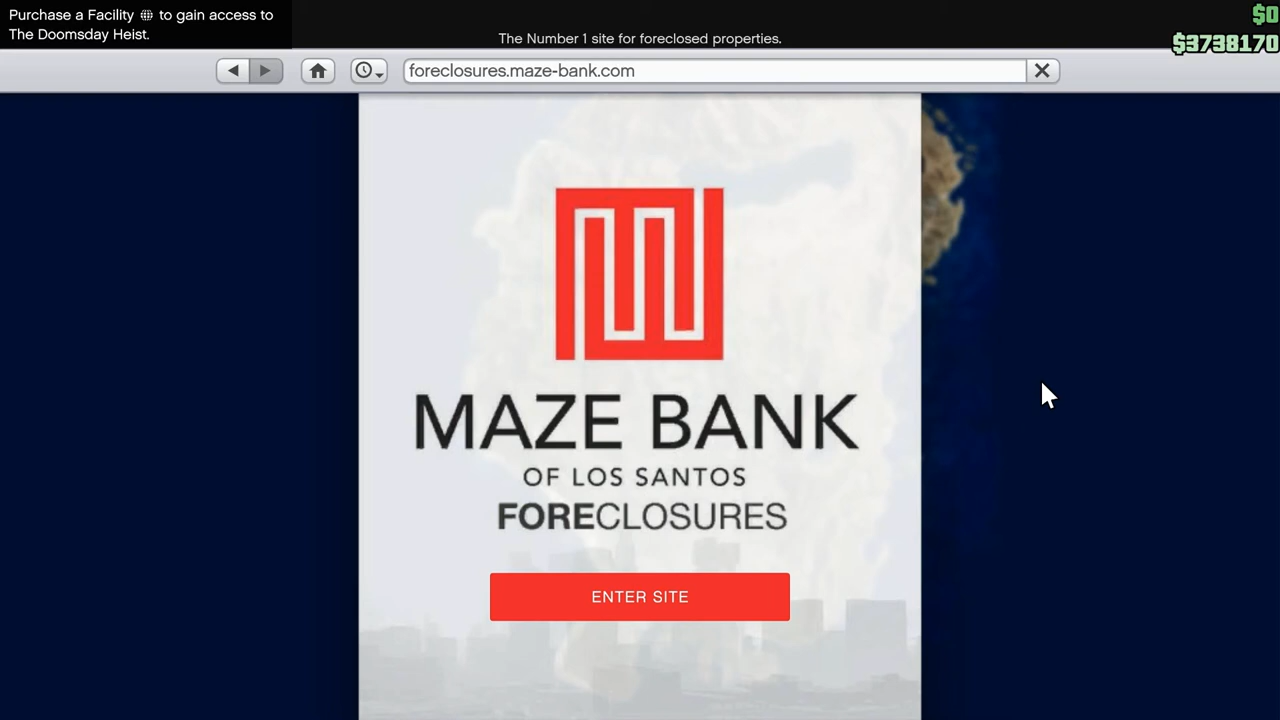 Purchase a Facility to gain access to
The Doomsday Heist.
The Number 1 site for foreclosed properties.
$0
$3738170
foreclosures.maze-bank.com
MAZE BANK
OF LOS SANTOS
FORECLOSURES
ENTER SITE